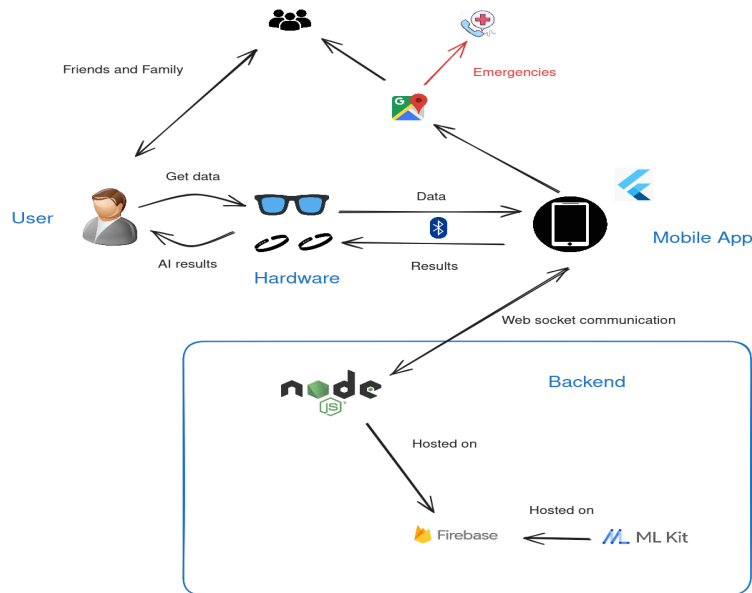 Friends and Family
Emergencies
G
Get data
User
Data
Mobile App
AI results
Hardware
Results
Web socket communication
node
JS
Backend
Hosted on
Hosted on
Firebase
ML Kit